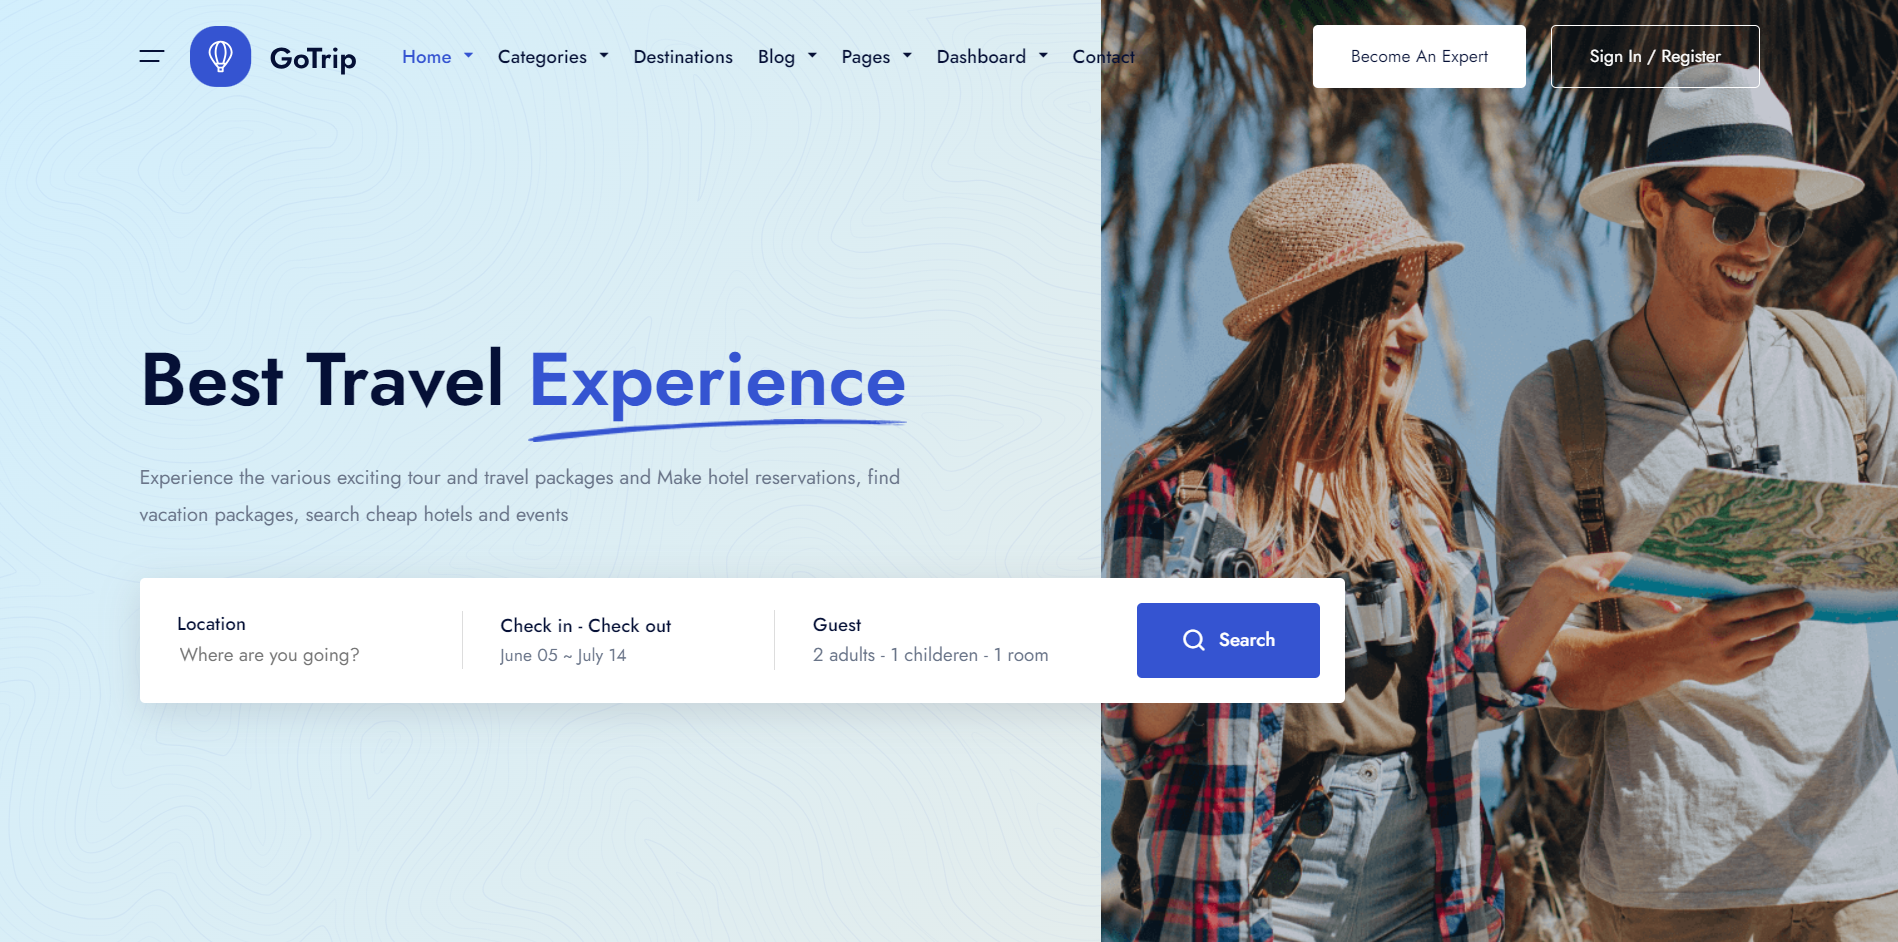 GoTrip Home Categories Destinations Blog Pages Dashboard Contact Become An Expert Sign In / Register
Best Travel Experience
Experience the various exciting tour and travel packages and Make hotel reservations, find
vacation packages, search cheap hotels and events
Location
Where are you going?
Check in - Check out
June 05 ~ July 14
Guest
2 adults - 1 childeren - 1 room
Search